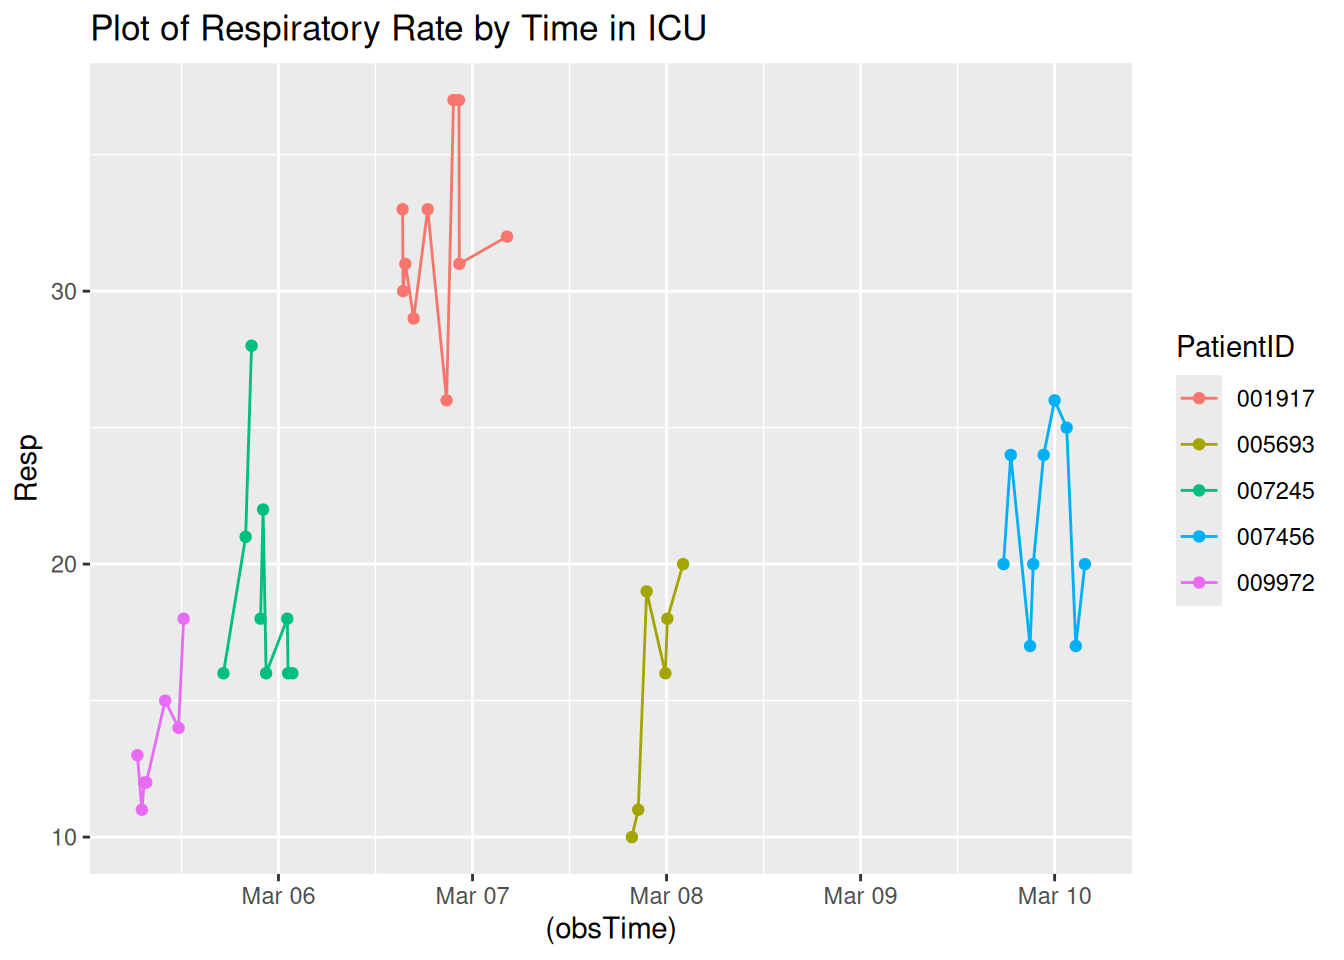 Plot of Respiratory Rate by Time in ICU
Resp
30
20
10
Mar 06
Mar 07
Mar 08
Mar 09
Mar 10
(obsTime)
PatientID
001917
005693
007245
007456
009972